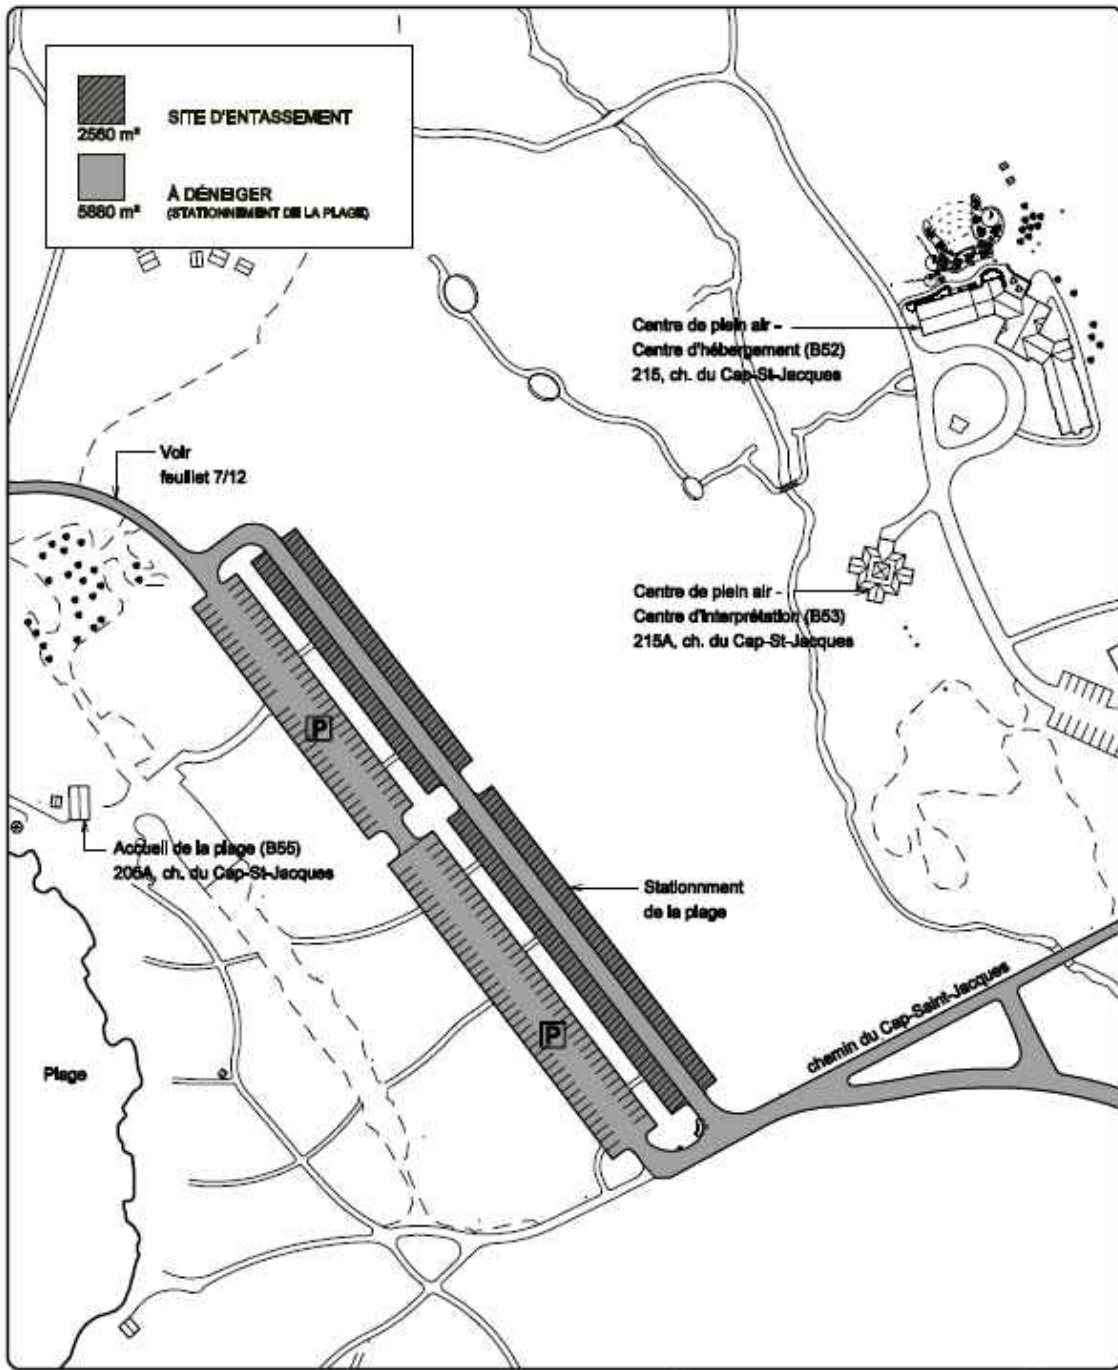 2560 m²
SITE D'ENTASSEMENT
5880 m²
À DÉNEIGER
(STATIONNEMENT DE LA PLAGE)
Centre de plein air -
Centre d'hébergement (B52)
215, ch. du Cap-St-Jacques
Voir
feuillet 7/12
Centre de plein air -
Centre d'interprétation (B53)
215A, ch. du Cap-St-Jacques
P
Accueil de la plage (B55)
205A, ch. du Cap-St-Jacques
Stationnment
de la plage
chemin du Cap-Saint-Jacques
P
Plage